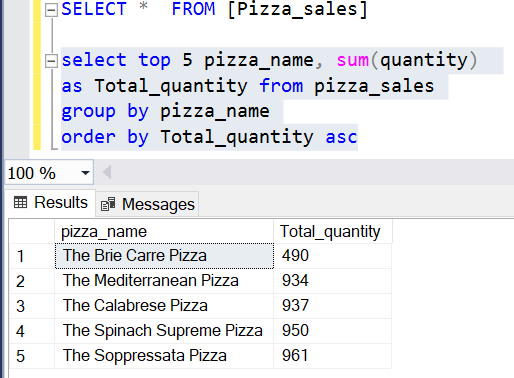 SELECT *  FROM [Pizza_sales]
select top 5 pizza_name, sum(quantity)
as Total_quantity from pizza_sales
group by pizza_name
order by Total_quantity asc
100 %
Results Messages
pizza_name Total_quantity
1 The Brie Carre Pizza 490
2 The Mediterranean Pizza 934
3 The Calabrese Pizza 937
4 The Spinach Supreme Pizza 950
5 The Soppressata Pizza 961